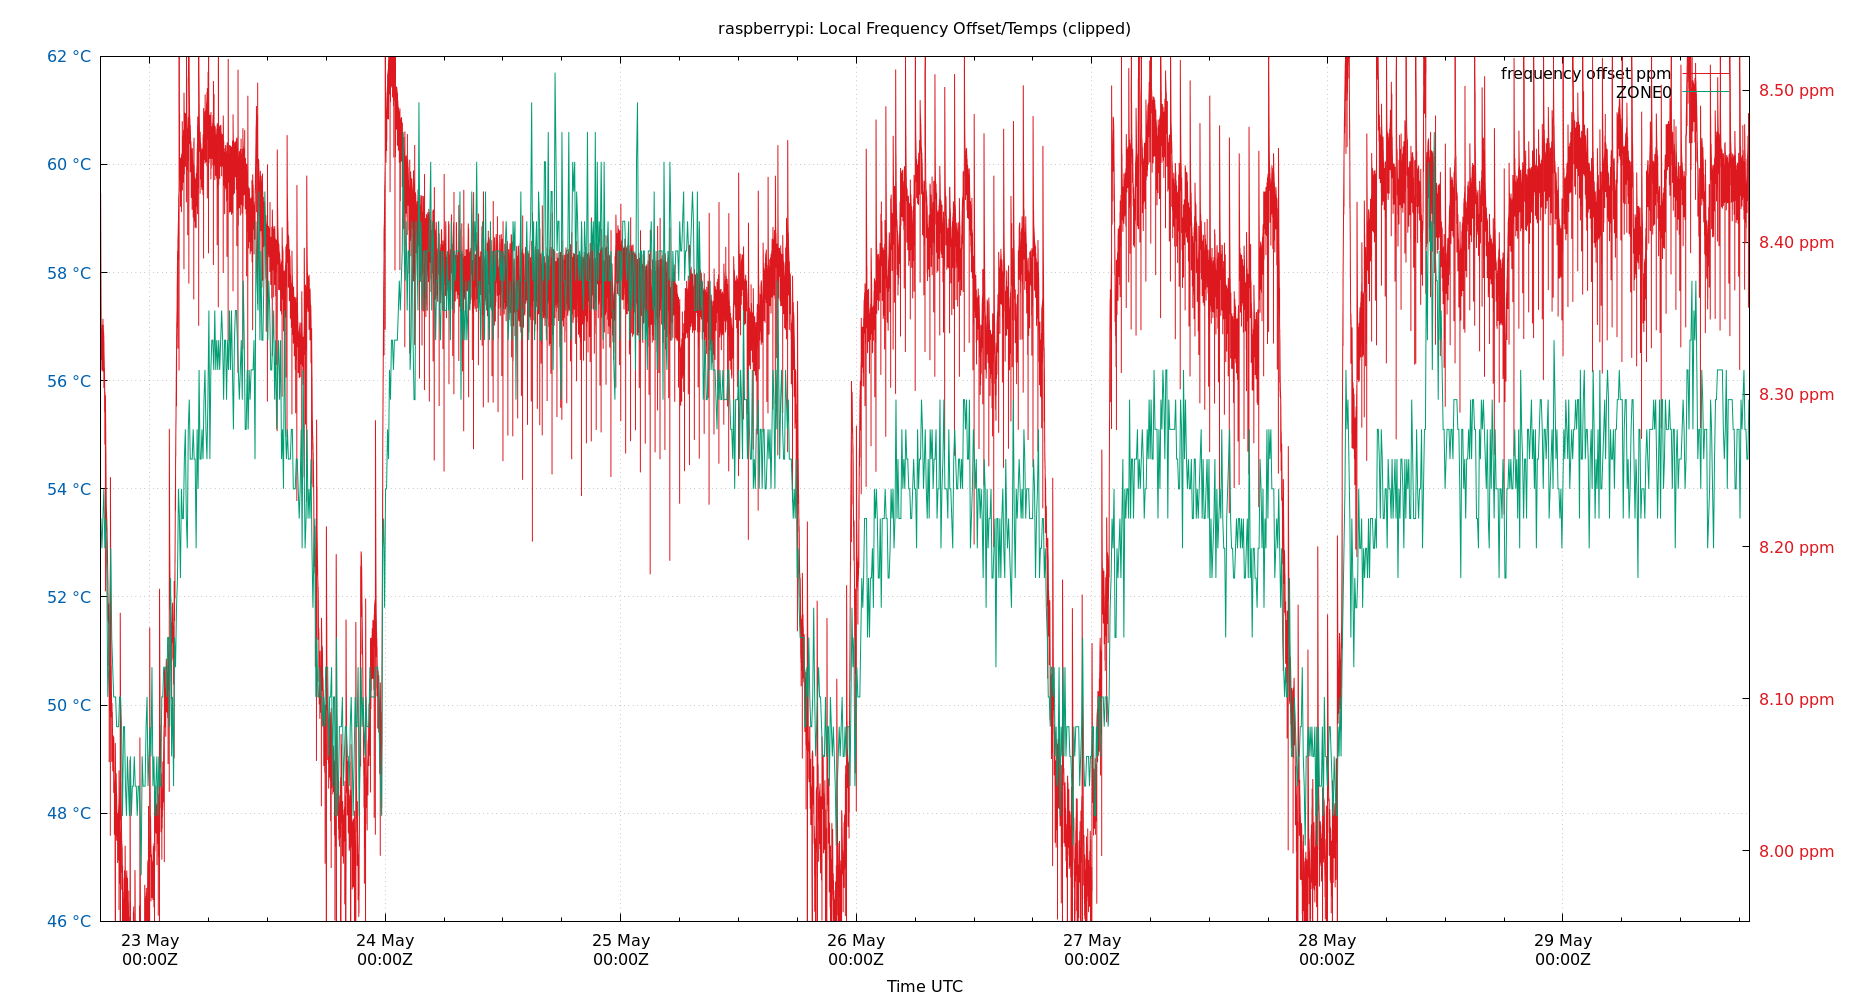 raspberrypi: Local Frequency Offset/Temps (clipped)
62 °C
60 °C
58 °C
56 °C
54 °C
52 °C
50 °C
48 °C
46 °C
frequency offset ppm
ZONE0
8.50 ppm
8.40 ppm
8.30 ppm
8.20 ppm
8.10 ppm
8.00 ppm
23 May
00:00Z
24 May
00:00Z
25 May
00:00Z
26 May
00:00Z
27 May
00:00Z
28 May
00:00Z
29 May
00:00Z
Time UTC